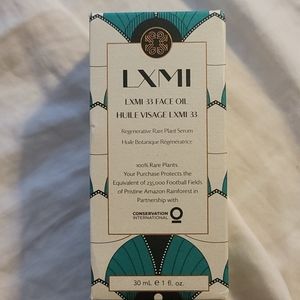 LXMI
LXMI 33 FACE OIL
HUILE VISAGE LXMI 33
Regenerative Rare Plant Serum
Huile Botanique Régénératrice
100% Rare Plants
Your Purchase Protects the
Equivalent of 235,000 Football Fields
of Pristine Amazon Rainforest in
Partnership with
CONSERVATION
INTERNATIONAL
30 mL ℮ 1 fl. oz.